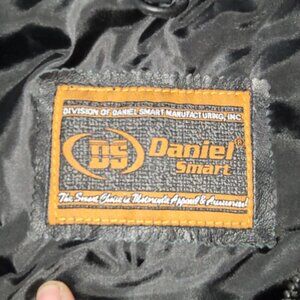 DIVISION OF DANIEL SMART MANUFACTURING, INC.
DS Daniel®
Smart
The Smart Choice in Motorcycle Apparel & Accessories!